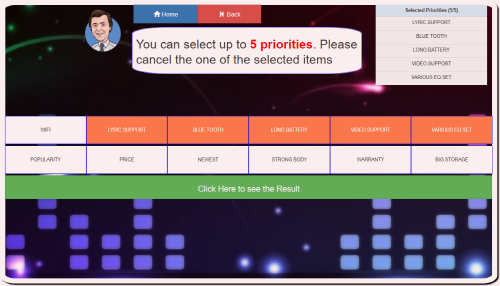 Home
Back
Selected Priorities (5/5)
LYRIC SUPPORT
BLUE TOOTH
LONG BATTERY
VIDEO SUPPORT
VARIOUS EQ SET
You can select up to 5 priorities. Please
cancel the one of the selected items
WIFI
LYRIC SUPPORT
BLUE TOOTH
LONG BATTERY
VIDEO SUPPORT
VARIOUS EQ SET
POPULARITY
PRICE
NEWEST
STRONG BODY
WARRANTY
BIG STORAGE
Click Here to see the Result